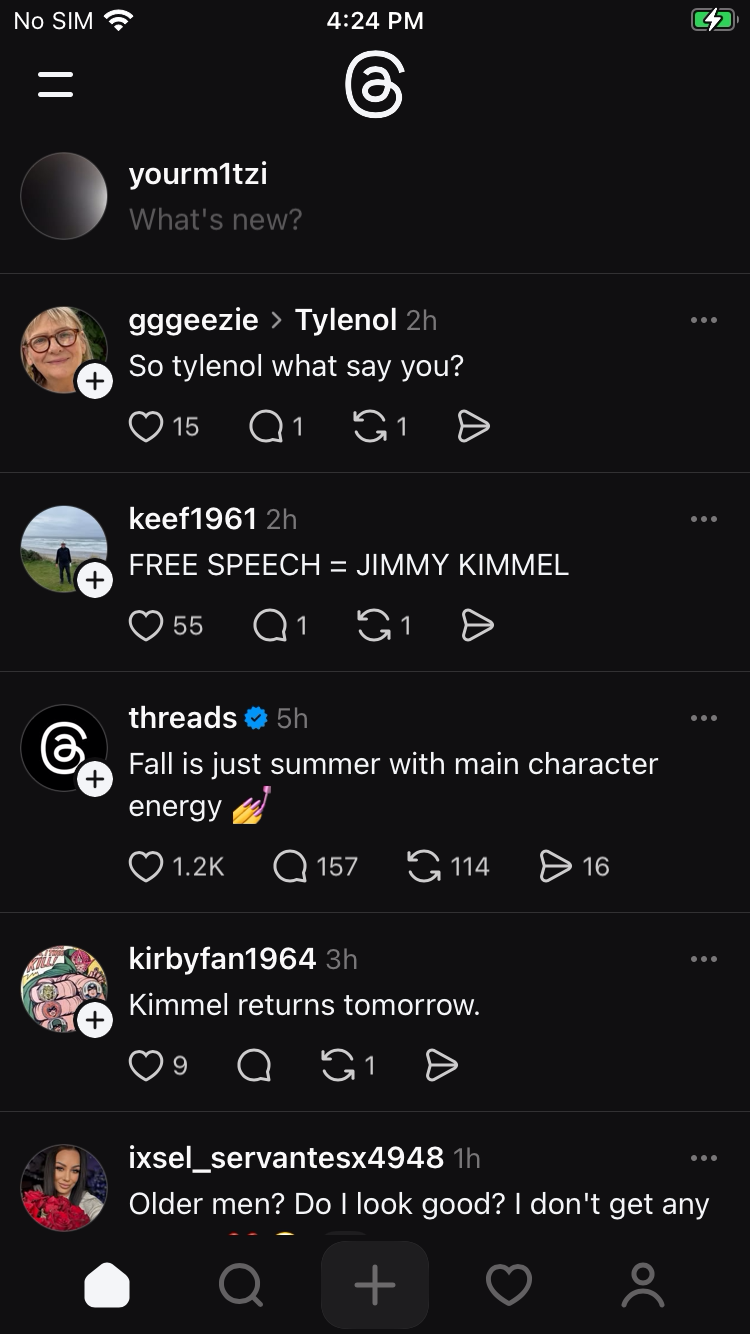 No SIM 4:24 PM
yourm1tzi
What's new?
gggeezie > Tylenol 2h
So tylenol what say you?
15 1 1
keef1961 2h
FREE SPEECH = JIMMY KIMMEL
55 1 1
threads 5h
Fall is just summer with main character
energy 💅
1.2K 157 114 16
kirbyfan1964 3h
Kimmel returns tomorrow.
9 1
ixsel_servantesx4948 1h
Older men? Do I look good? I don't get any